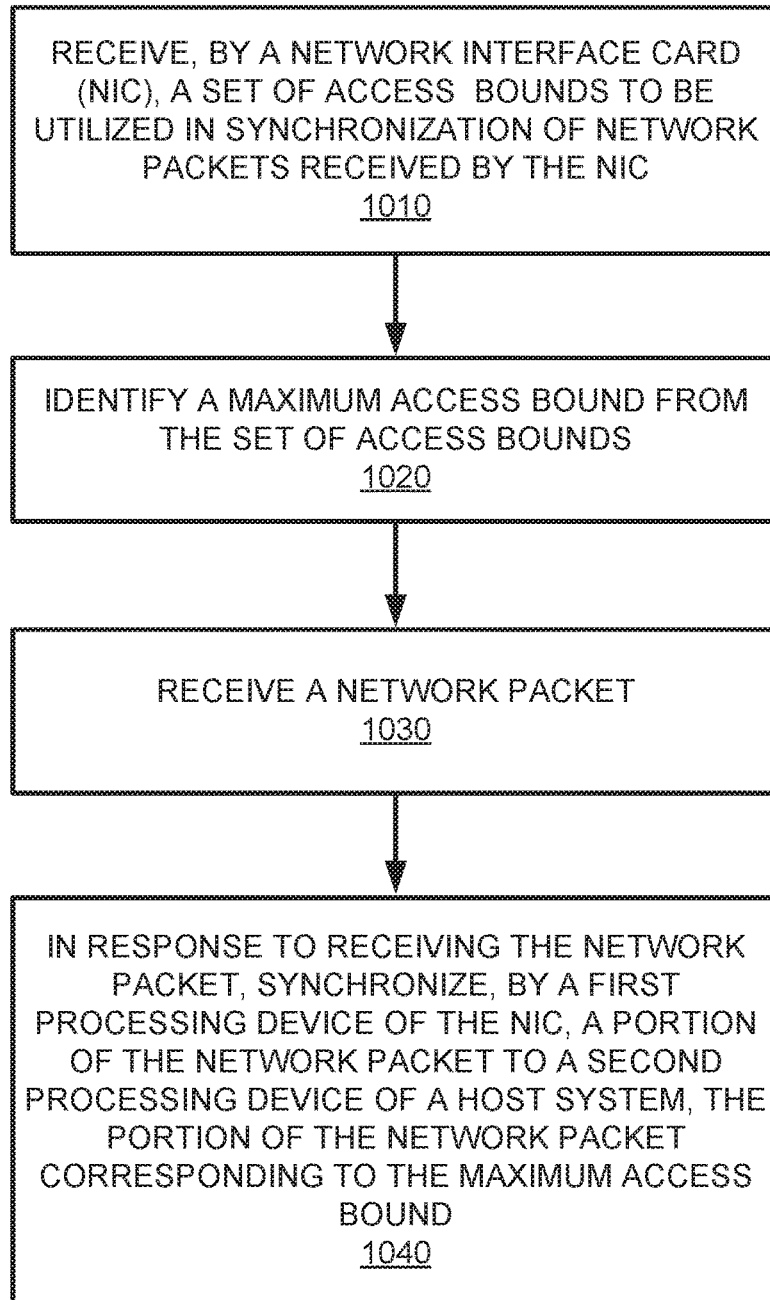 RECEIVE, BY A NETWORK INTERFACE CARD
(NIC), A SET OF ACCESS BOUNDS TO BE
UTILIZED IN SYNCHRONIZATION OF NETWORK
PACKETS RECEIVED BY THE NIC
1010
IDENTIFY A MAXIMUM ACCESS BOUND FROM
THE SET OF ACCESS BOUNDS
1020
RECEIVE A NETWORK PACKET
1030
IN RESPONSE TO RECEIVING THE NETWORK
PACKET, SYNCHRONIZE, BY A FIRST
PROCESSING DEVICE OF THE NIC, A PORTION
OF THE NETWORK PACKET TO A SECOND
PROCESSING DEVICE OF A HOST SYSTEM, THE
PORTION OF THE NETWORK PACKET
CORRESPONDING TO THE MAXIMUM ACCESS
BOUND
1040